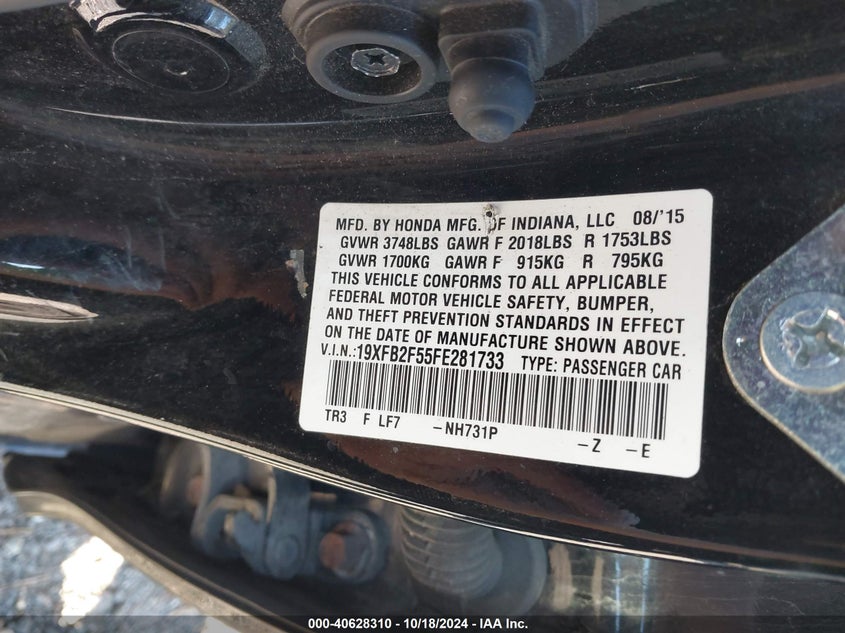 MFD. BY HONDA MFG. OF INDIANA, LLC 08/'15
GVWR 3748LBS GAWR F 2018LBS R 1753LBS
GVWR 1700KG GAWR F 915KG R 795KG
THIS VEHICLE CONFORMS TO ALL APPLICABLE
FEDERAL MOTOR VEHICLE SAFETY, BUMPER,
AND THEFT PREVENTION STANDARDS IN EFFECT
ON THE DATE OF MANUFACTURE SHOWN ABOVE.
V.I.N.: 19XFB2F55FE281733 TYPE: PASSENGER CAR
TR3 F LF7 -NH731P -Z -E
000-40628310 / 10/18/2024 - IAA Inc.